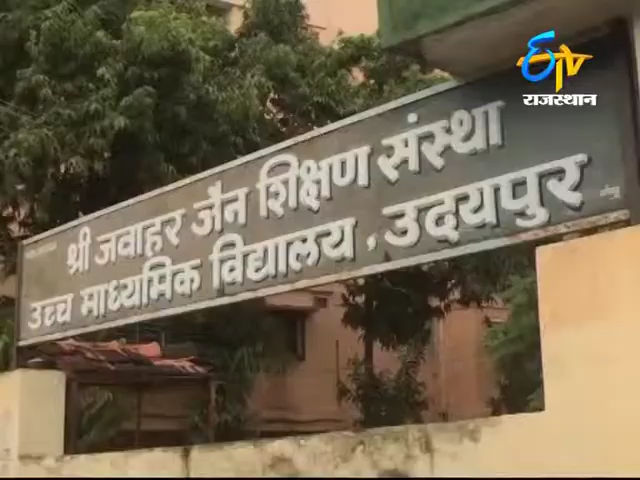 ETV
राजस्थान
श्री जवाहर जैन शिक्षण संस्था
उच्च माध्यमिक विद्यालय, उदयपुर